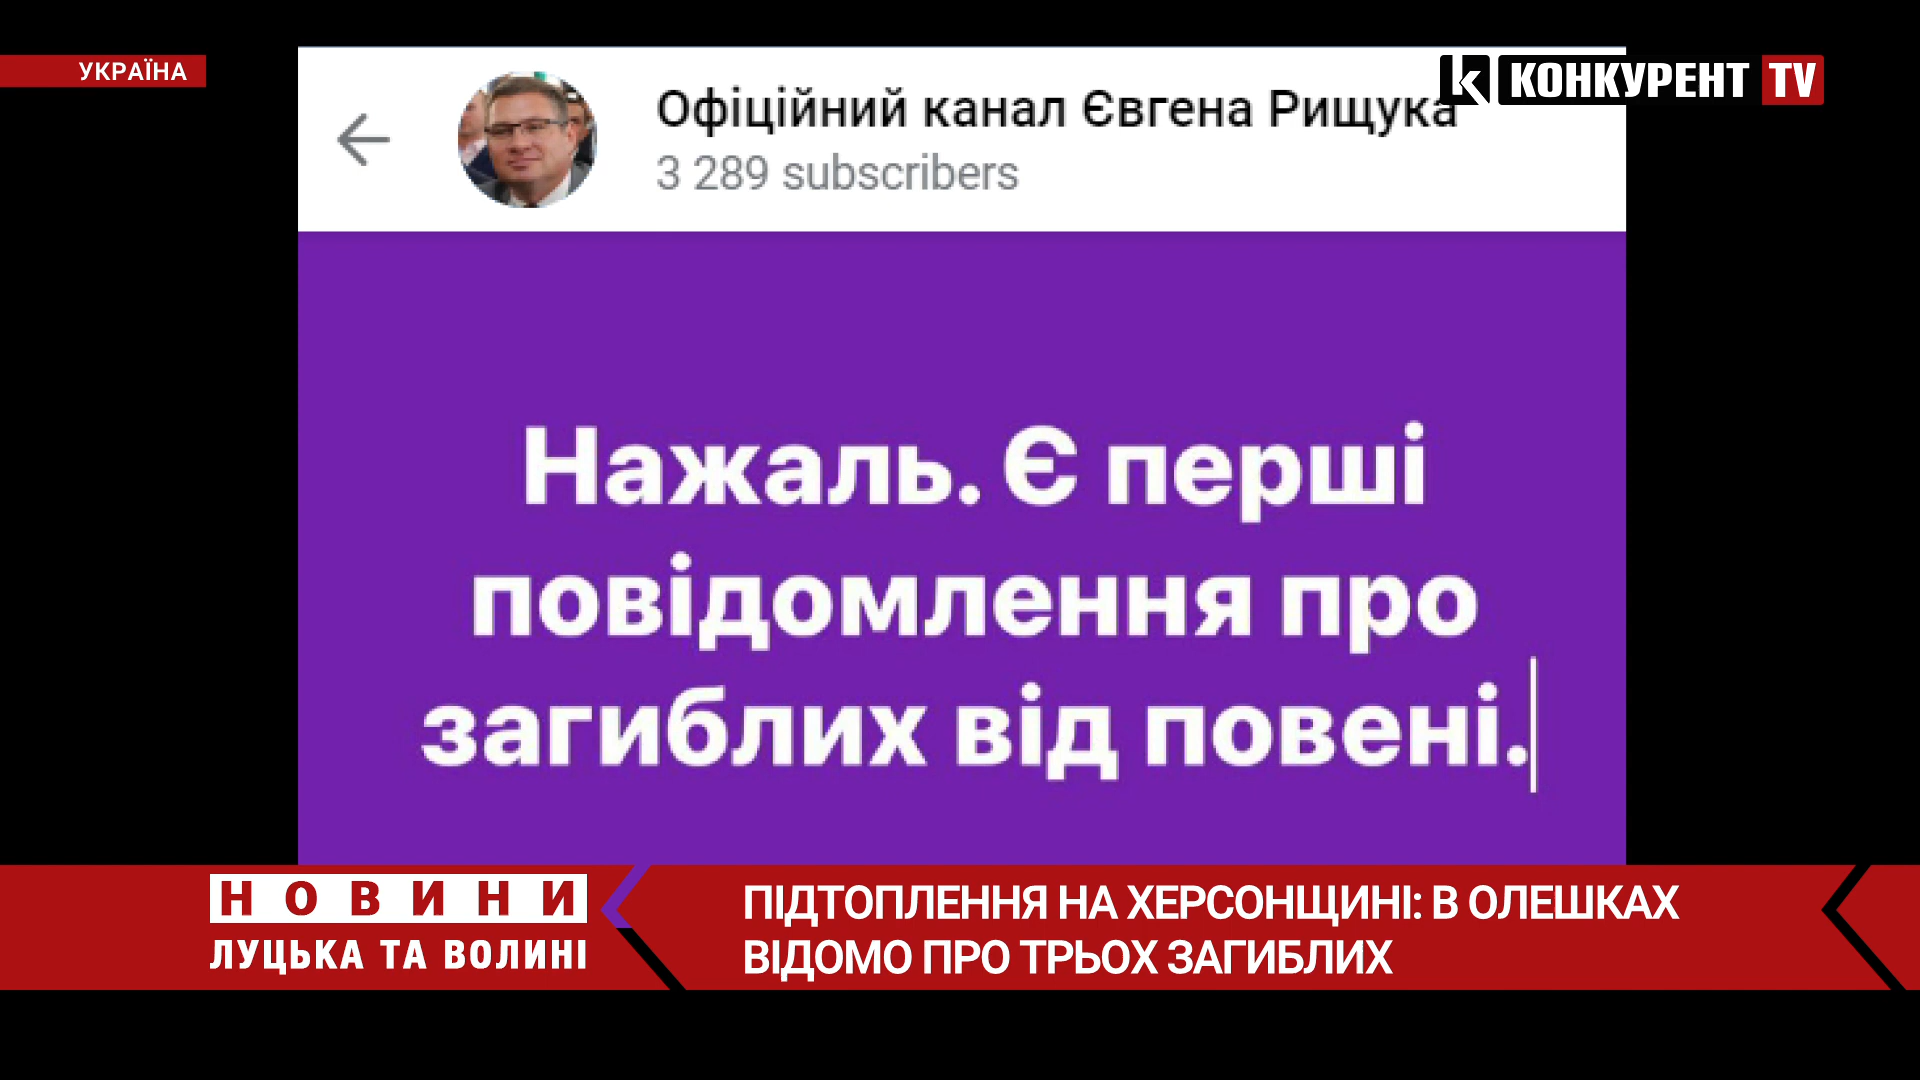 УКРАЇНА
Офіційний канал Євгена Рищука
3 289 subscribers
k КОНКУРЕНТ TV
Нажаль. Є перші
повідомлення про
загиблих від повені.
НОВИНИ
ЛУЦЬКА ТА ВОЛИНІ
ПІДТОПЛЕННЯ НА ХЕРСОНЩИНІ: В ОЛЕШКАХ
ВІДОМО ПРО ТРЬОХ ЗАГИБЛИХ